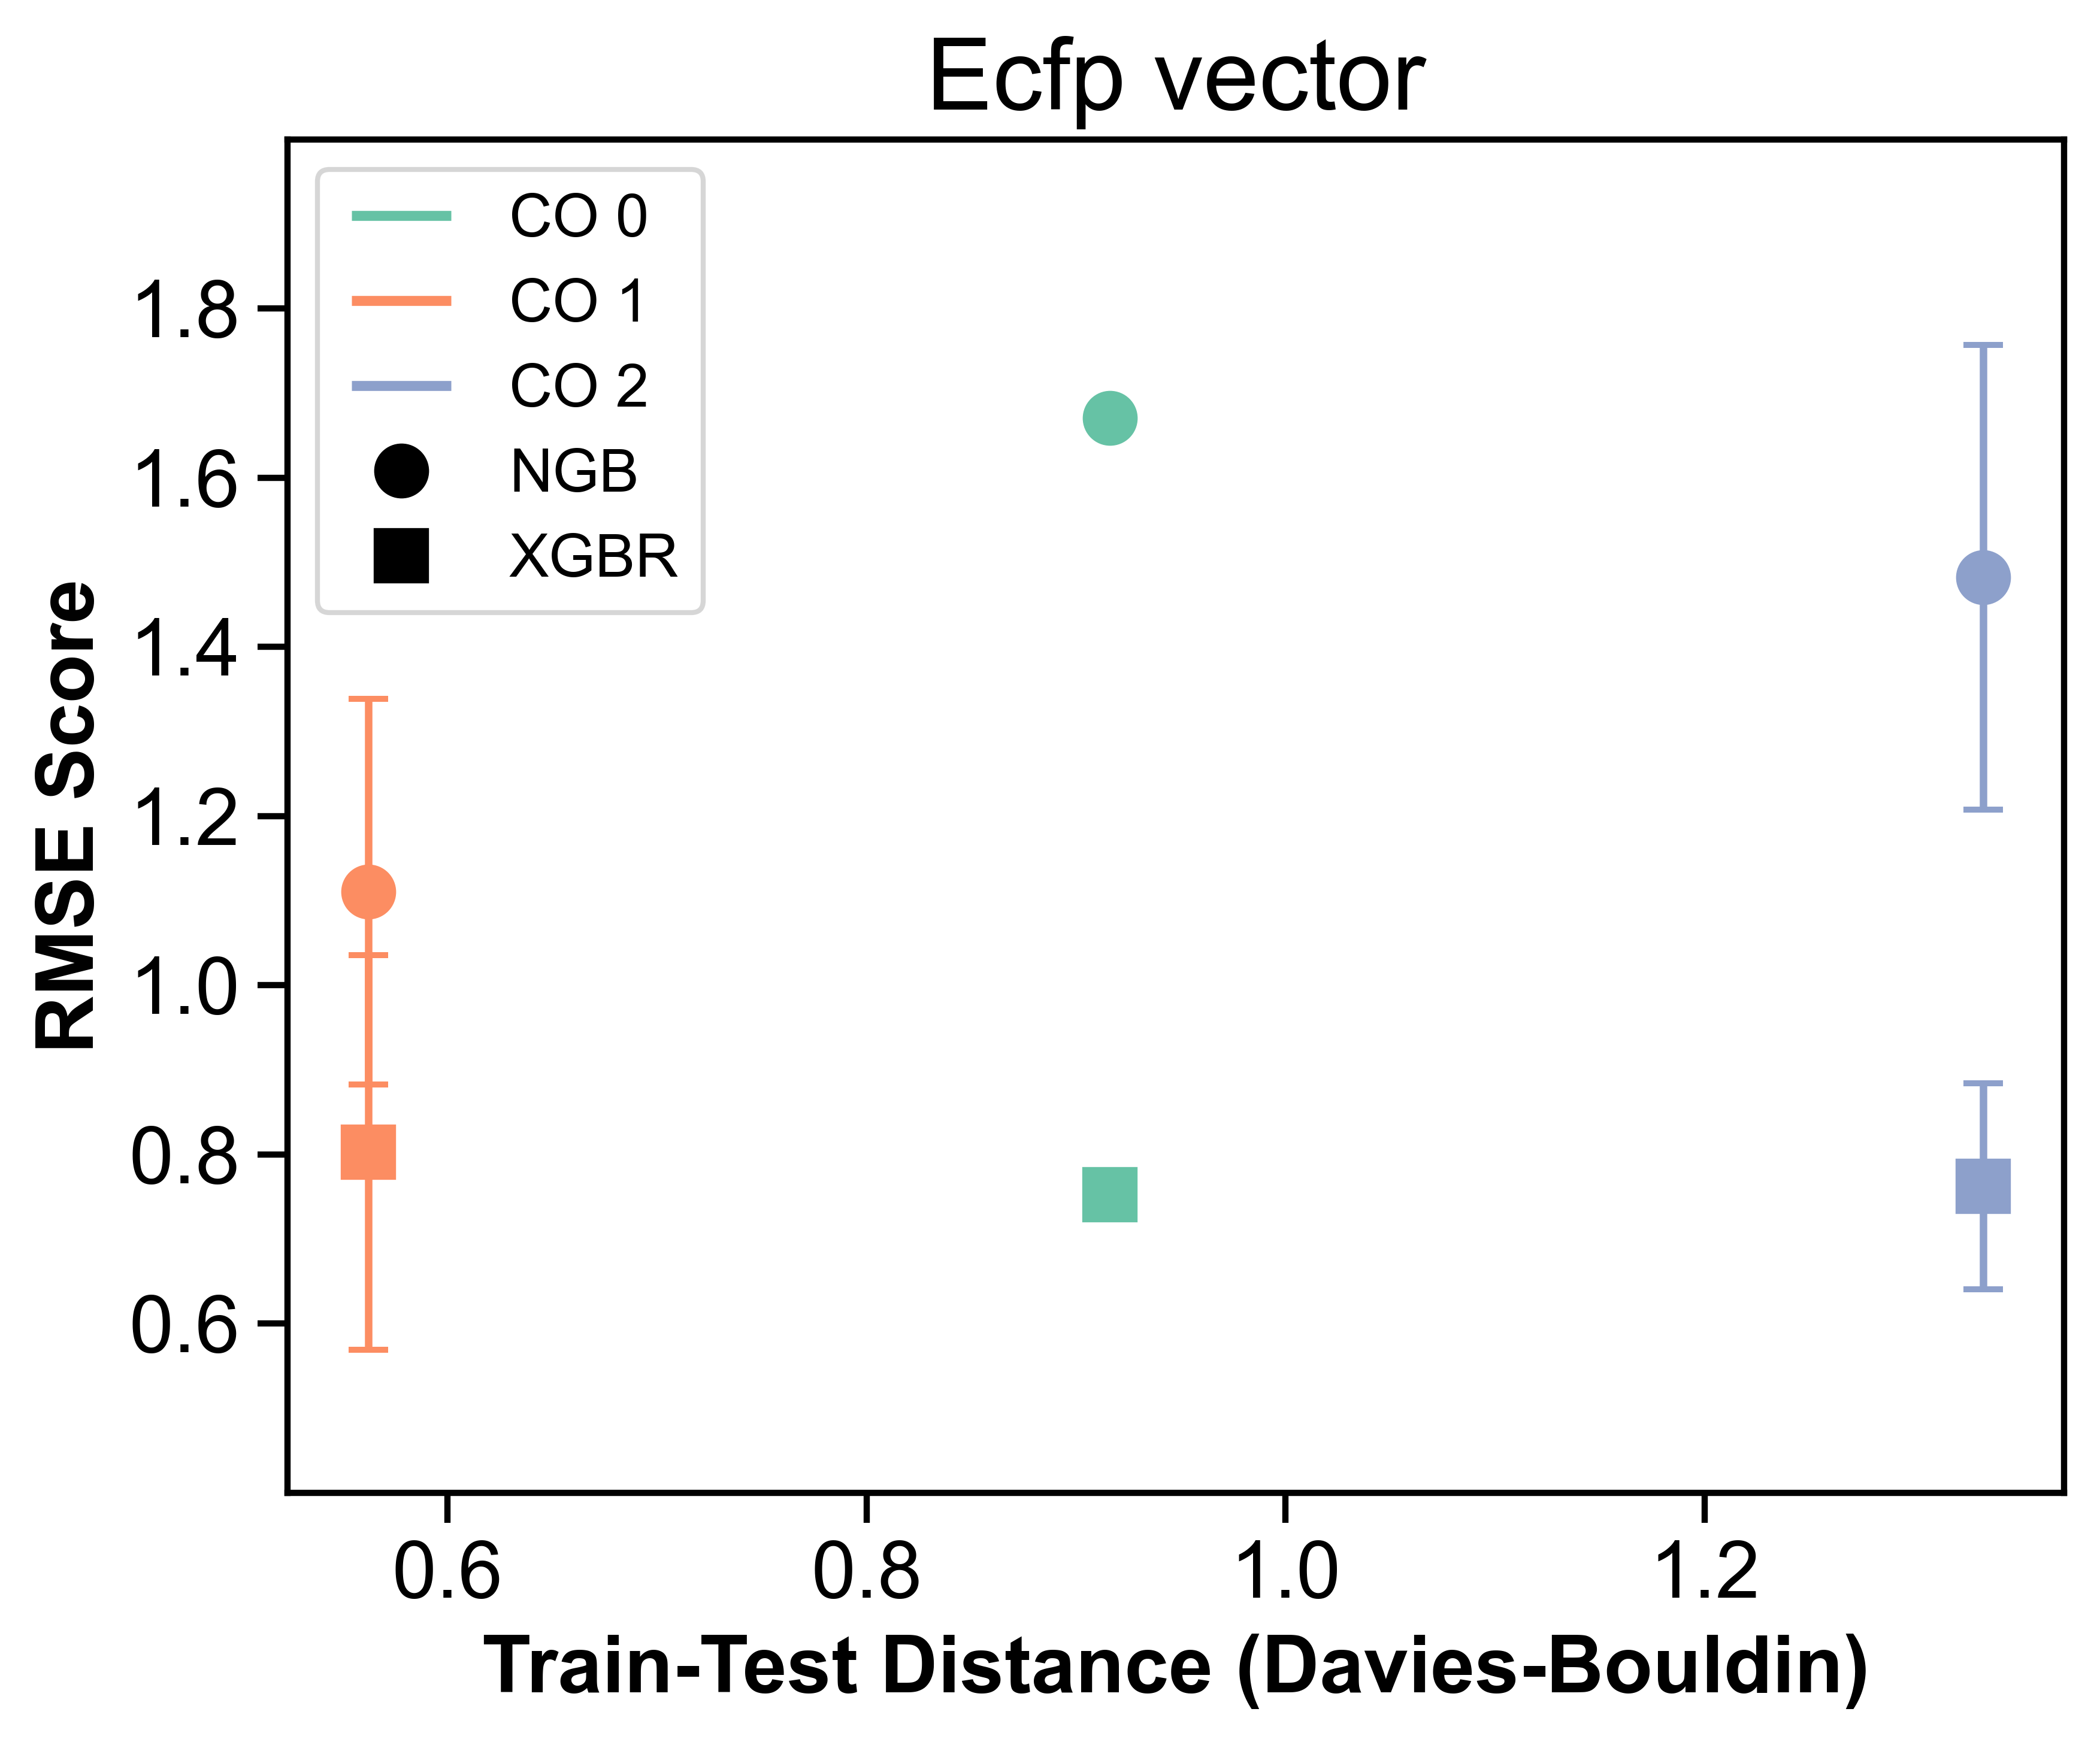 Ecfp vector
CO 0
CO 1
CO 2
NGB
XGBR
1.8
1.6
1.4
1.2
1.0
0.8
0.6
RMSE Score
0.6 0.8 1.0 1.2
Train-Test Distance (Davies-Bouldin)